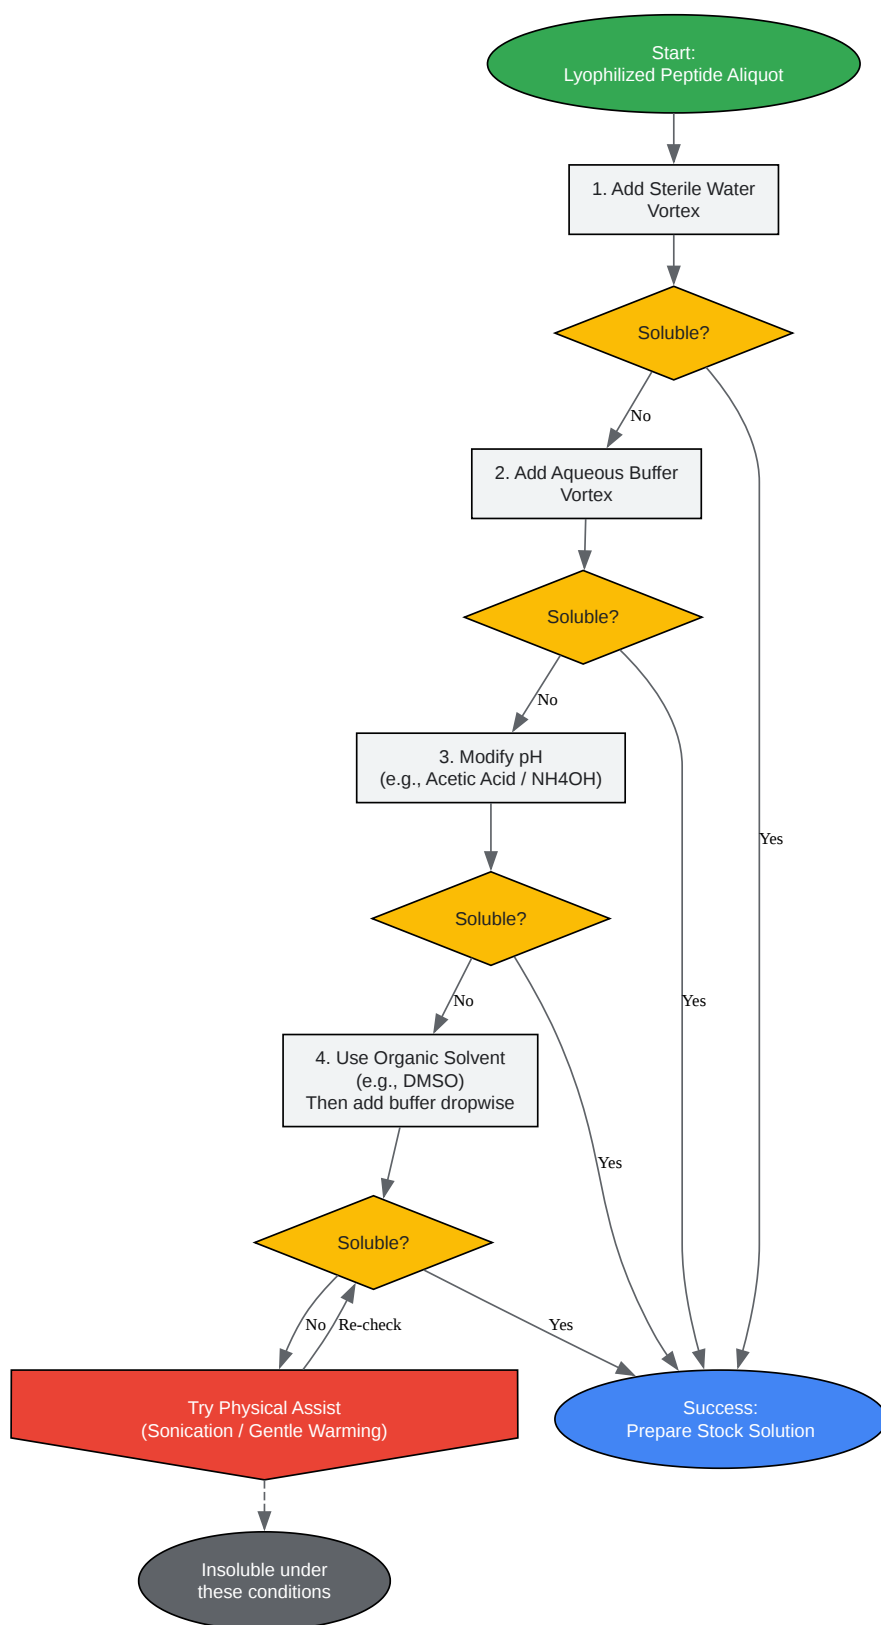 Start:
Lyophilized Peptide Aliquot
1. Add Sterile Water
Vortex
Soluble?
No
2. Add Aqueous Buffer
Vortex
Soluble?
No
3. Modify pH
(e.g., Acetic Acid / NH4OH)
Yes
Soluble?
No
Yes
4. Use Organic Solvent
(e.g., DMSO)
Then add buffer dropwise
Yes
Soluble?
No
Re-check
Yes
Try Physical Assist
(Sonication / Gentle Warming)
Success:
Prepare Stock Solution
Insoluble under
these conditions